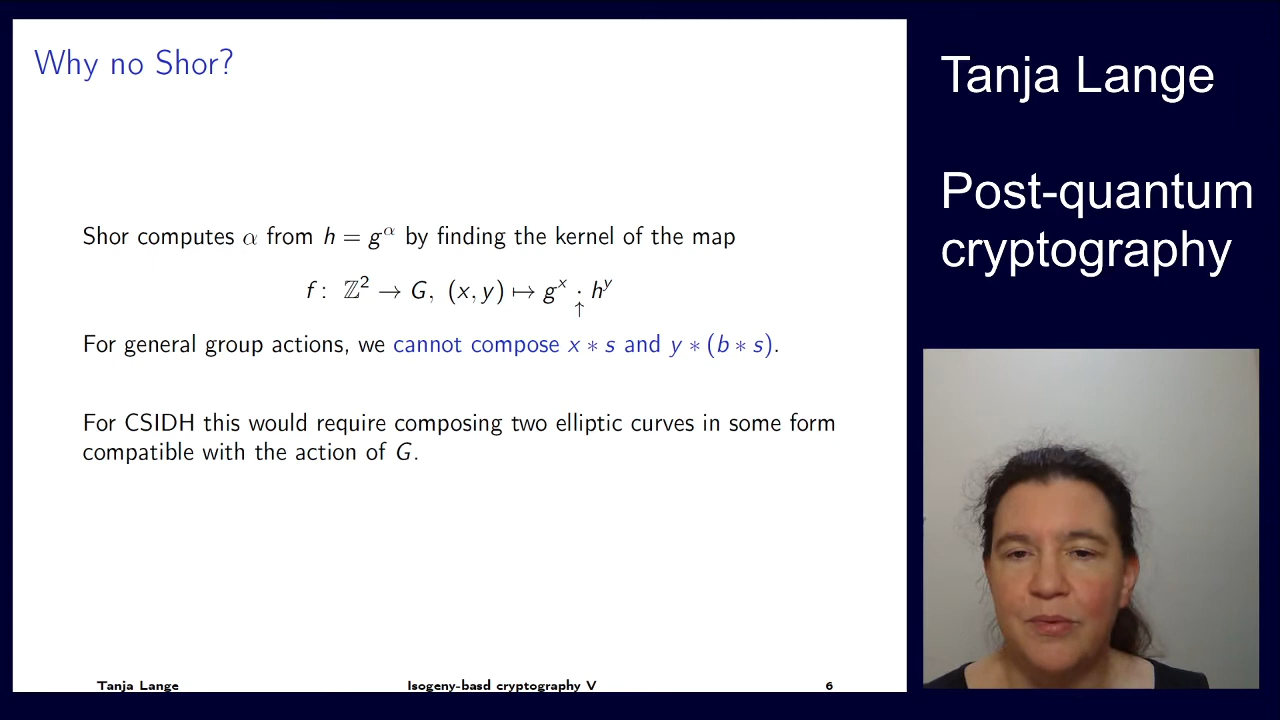 Why no Shor?
Shor computes α from h = g^α by finding the kernel of the map
f : ℤ² → G, (x, y) ↦ g^x · h^y
↑
For general group actions, we cannot compose x ∗ s and y ∗ (b ∗ s).
For CSIDH this would require composing two elliptic curves in some form
compatible with the action of G.
Tanja Lange
Isogeny-basd cryptography V
6
Tanja Lange
Post-quantum
cryptography